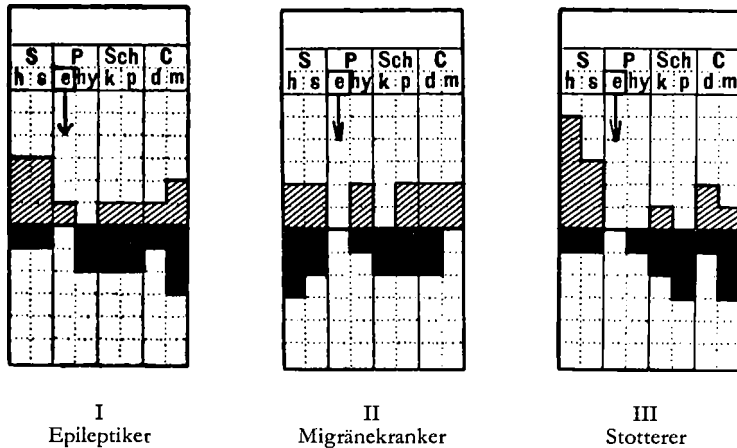 S P Sch C
h s e hy k p d m
I
Epileptiker
S P Sch C
h s e hy k p d m
II
Migränekranker
S P Sch C
h s e hy k p d m
III
Stotterer